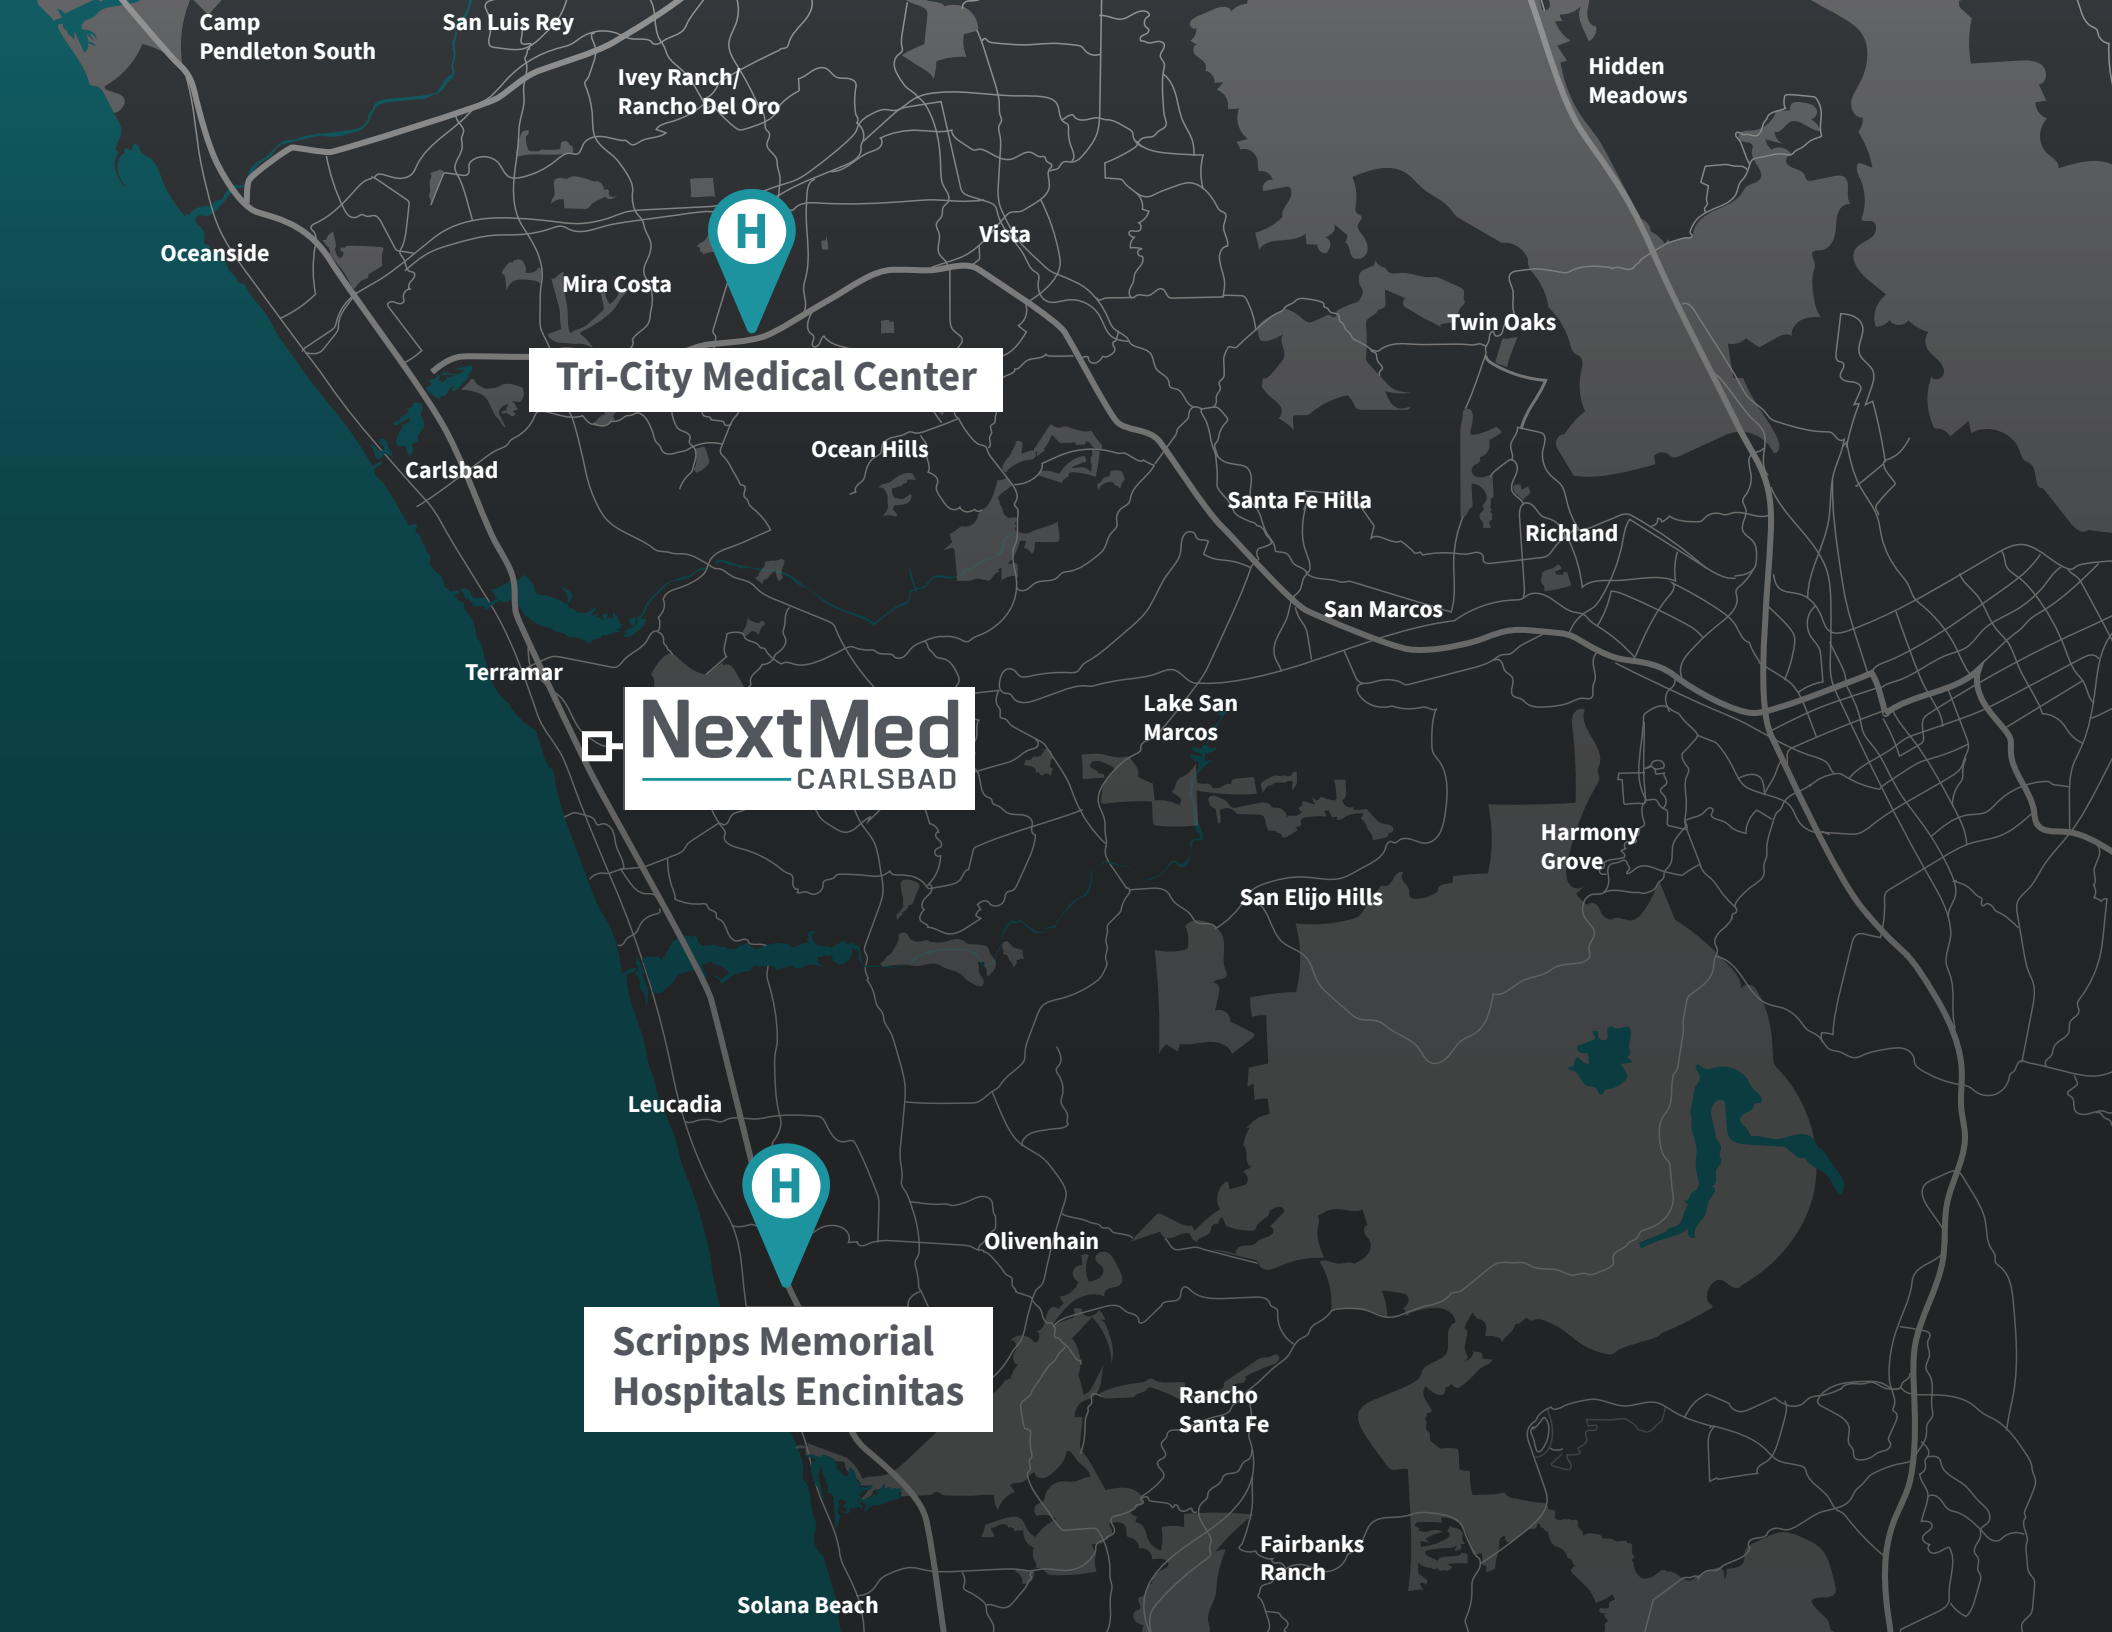 Camp
Pendleton South
San Luis Rey
Ivey Ranch/
Rancho Del Oro
Hidden
Meadows
H
Vista
Oceanside
Mira Costa
Twin Oaks
Tri-City Medical Center
Ocean Hills
Carlsbad
Santa Fe Hilla
Richland
San Marcos
Terramar
NextMed
CARLSBAD
Lake San
Marcos
Harmony
Grove
San Elijo Hills
Leucadia
H
Olivenhain
Scripps Memorial
Hospitals Encinitas
Rancho
Santa Fe
Fairbanks
Ranch
Solana Beach